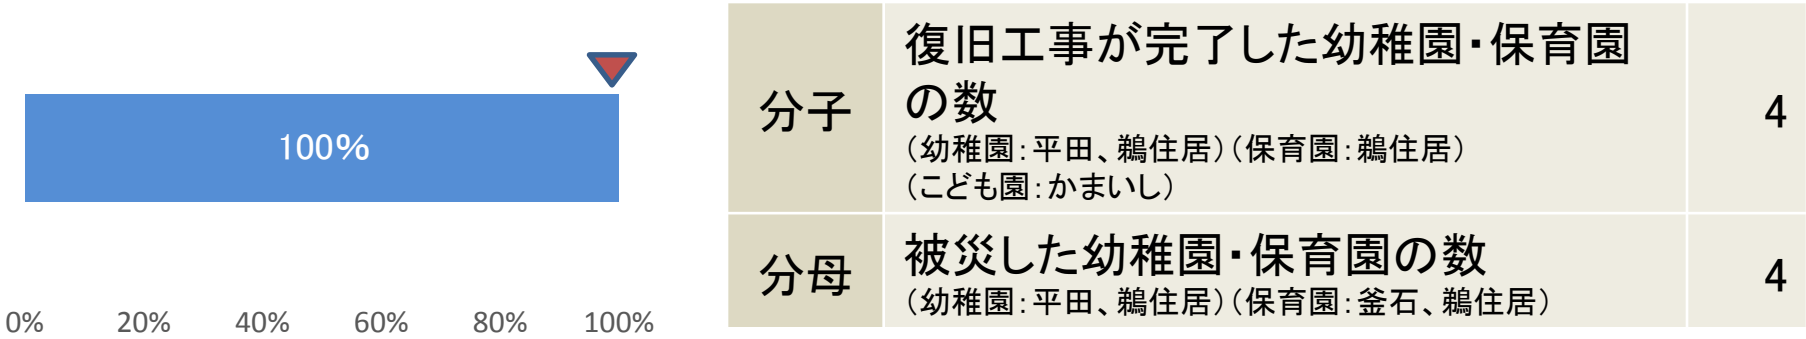 100%
0% 20% 40% 60% 80% 100%
分子
復旧工事が完了した幼稚園・保育園
の数
（幼稚園：平田、鵜住居）（保育園：鵜住居）
（こども園：かまいし）
4
分母
被災した幼稚園・保育園の数
（幼稚園：平田、鵜住居）（保育園：釜石、鵜住居）
4